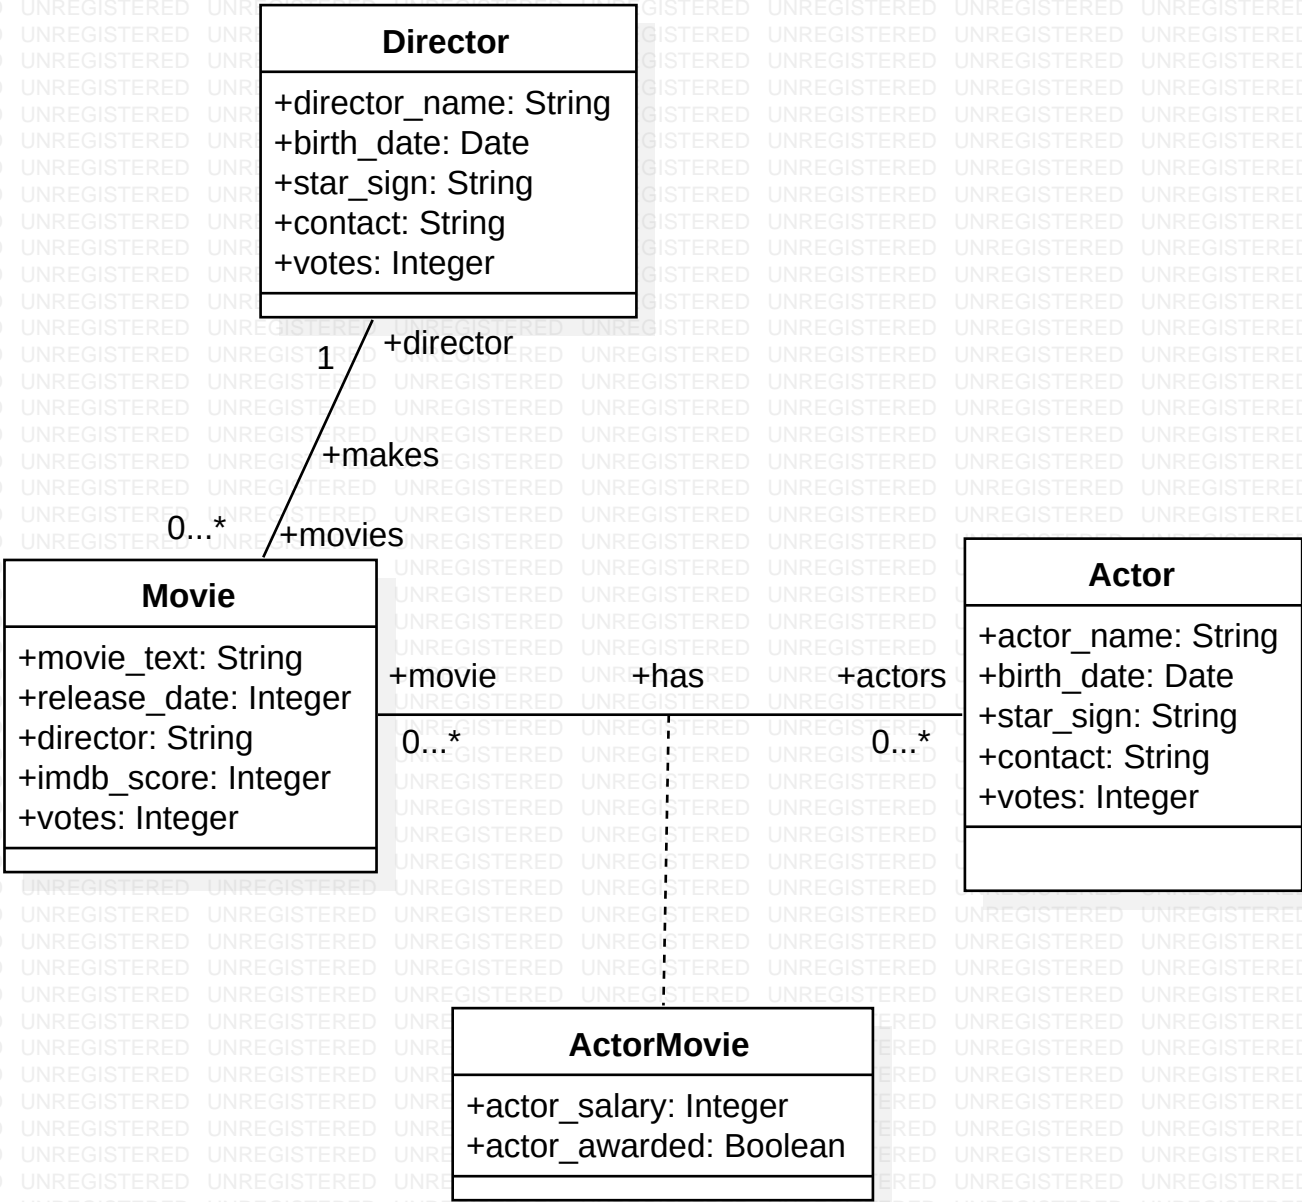 Director
+director_name: String
+birth_date: Date
+star_sign: String
+contact: String
+votes: Integer
+director
1
+makes
0...*
+movies
Movie
+movie_text: String
+release_date: Integer
+director: String
+imdb_score: Integer
+votes: Integer
+movie
+has
+actors
0...*
0...*
Actor
+actor_name: String
+birth_date: Date
+star_sign: String
+contact: String
+votes: Integer
ActorMovie
+actor_salary: Integer
+actor_awarded: Boolean
UNREGISTERED